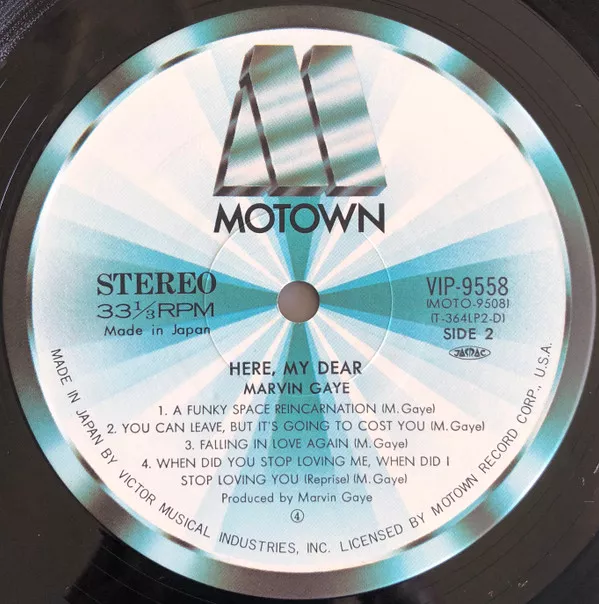 MOTOWN
STEREO
33⅓RPM
Made in Japan
VIP-9558
(MOTO-9508)
(T-364LP2-D)
SIDE 2
JASRAC
HERE, MY DEAR
MARVIN GAYE
1. A FUNKY SPACE REINCARNATION (M. Gaye)
2. YOU CAN LEAVE, BUT IT'S GOING TO COST YOU (M. Gaye)
3. FALLING IN LOVE AGAIN (M. Gaye)
4. WHEN DID YOU STOP LOVING ME, WHEN DID I
STOP LOVING YOU (Reprise) (M. Gaye)
Produced by Marvin Gaye
④
MADE IN JAPAN BY VICTOR MUSICAL INDUSTRIES, INC. LICENSED BY MOTOWN RECORD CORP., U.S.A.